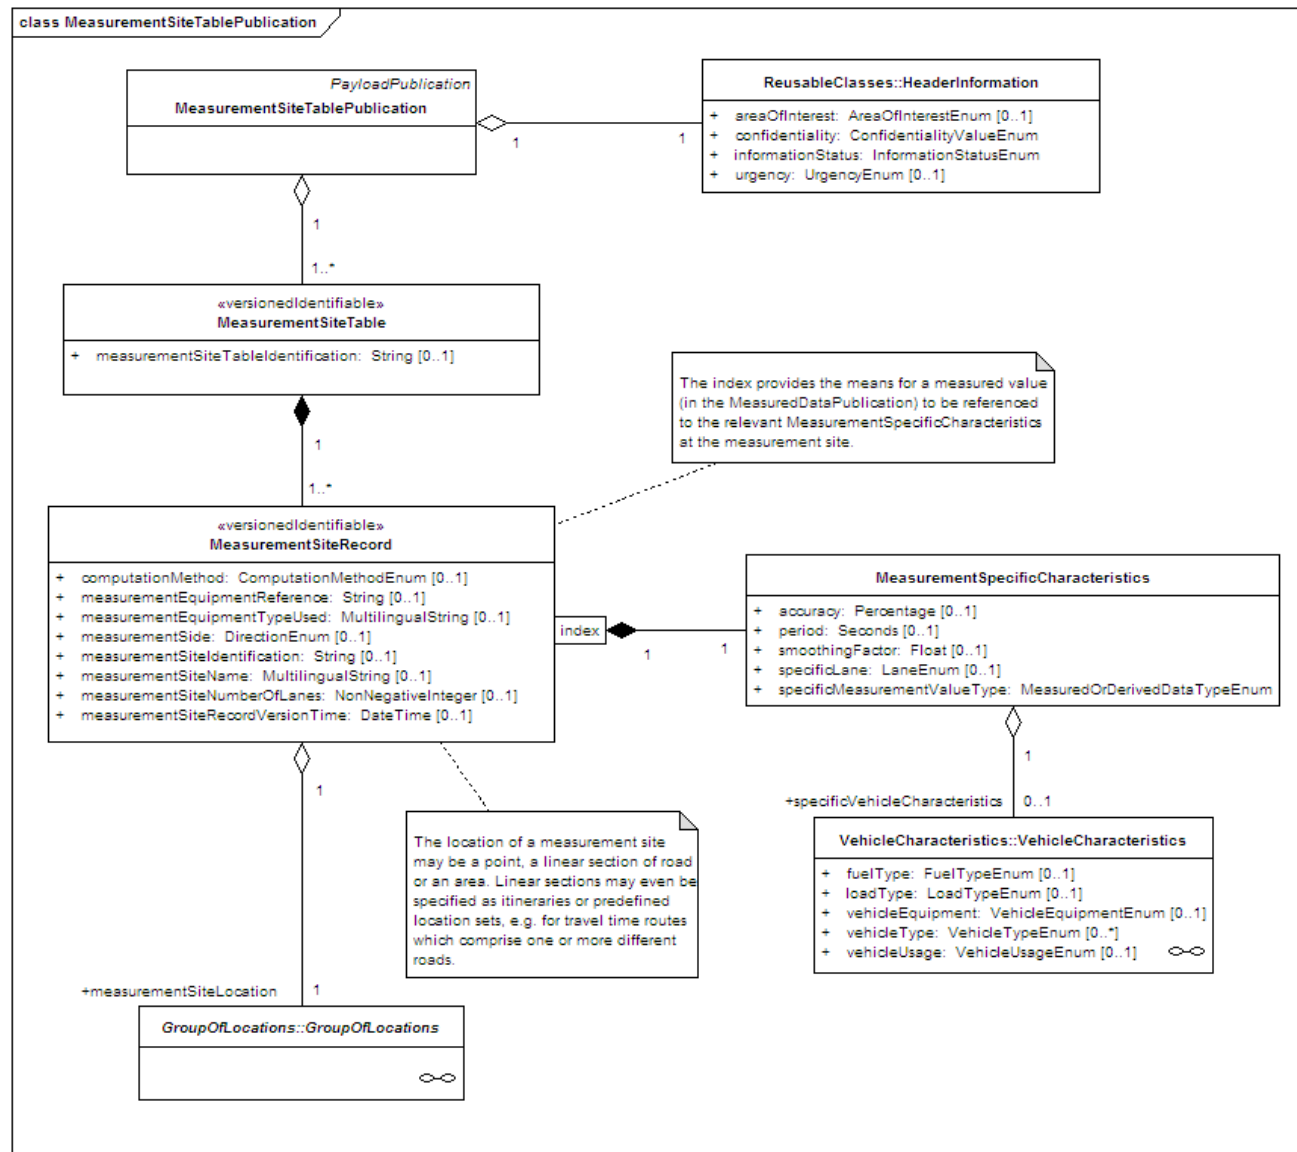 class MeasurementSiteTablePublication
PayloadPublication
MeasurementSiteTablePublication
ReusableClasses::HeaderInformation
+ areaOfInterest: AreaOfInterestEnum [0..1]
+ confidentiality: ConfidentialityValueEnum
+ informationStatus: InformationStatusEnum
+ urgency: UrgencyEnum [0..1]
1
1
1
1..*
«versionedIdentifiable»
MeasurementSiteTable
+ measurementSiteTableIdentification: String [0..1]
1
1..*
The index provides the means for a measured value
(in the MeasuredDataPublication) to be referenced
to the relevant MeasurementSpecificCharacteristics
at the measurement site.
«versionedIdentifiable»
MeasurementSiteRecord
+ computationMethod: ComputationMethodEnum [0..1]
+ measurementEquipmentReference: String [0..1]
+ measurementEquipmentTypeUsed: MultilingualString [0..1]
+ measurementSide: DirectionEnum [0..1]
+ measurementSiteIdentification: String [0..1]
+ measurementSiteName: MultilingualString [0..1]
+ measurementSiteNumberOfLanes: NonNegativeInteger [0..1]
+ measurementSiteRecordVersionTime: DateTime [0..1]
index
1
1
MeasurementSpecificCharacteristics
+ accuracy: Percentage [0..1]
+ period: Seconds [0..1]
+ smoothingFactor: Float [0..1]
+ specificLane: LaneEnum [0..1]
+ specificMeasurementValueType: MeasuredOrDerivedDataTypeEnum
1
+specificVehicleCharacteristics
0..1
VehicleCharacteristics::VehicleCharacteristics
+ fuelType: FuelTypeEnum [0..1]
+ loadType: LoadTypeEnum [0..1]
+ vehicleEquipment: VehicleEquipmentEnum [0..1]
+ vehicleType: VehicleTypeEnum [0..*]
+ vehicleUsage: VehicleUsageEnum [0..1]
1
The location of a measurement site
may be a point, a linear section of road
or an area. Linear sections may even be
specified as itineraries or predefined
location sets, e.g. for travel time routes
which comprise one or more different
roads.
+measurementSiteLocation
1
GroupOfLocations::GroupOfLocations